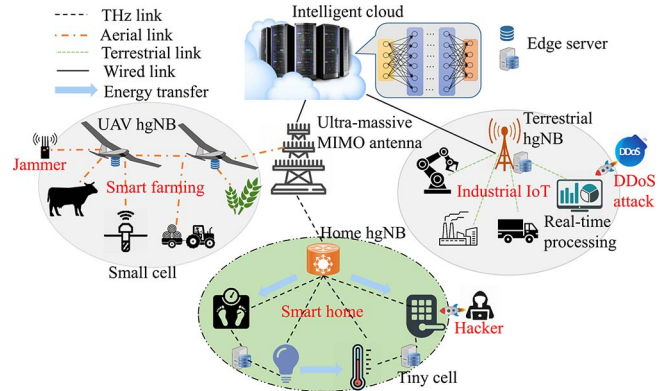 THz link
Aerial link
Terrestrial link
Wired link
Energy transfer
Intelligent cloud
Edge server
UAV hgNB
Jammer
Smart farming
Small cell
Ultra-massive
MIMO antenna
Terrestrial
hgNB
Industrial IoT
DDoS
DDoS
attack
Real-time
processing
Home hgNB
Smart home
Hacker
Tiny cell